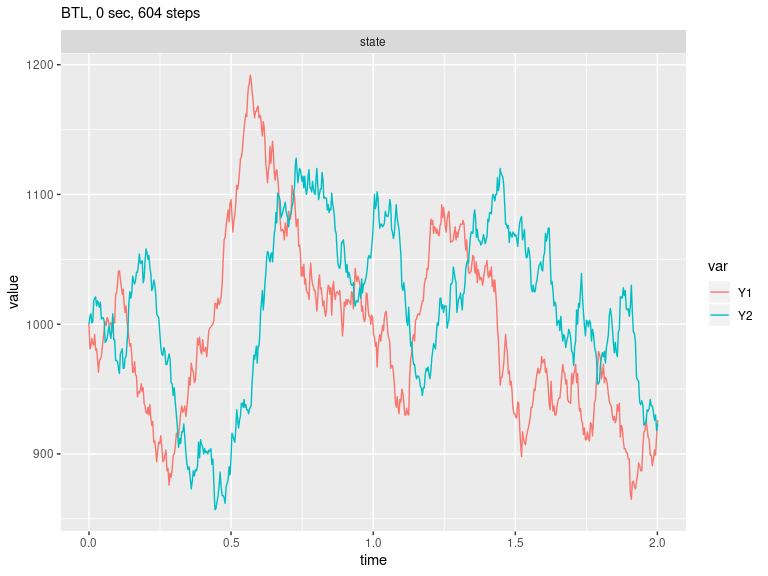 BTL, 0 sec, 604 steps
state
1200
1100
1000
900
value
0.0 0.5 1.0 1.5 2.0
time
var
Y1
Y2